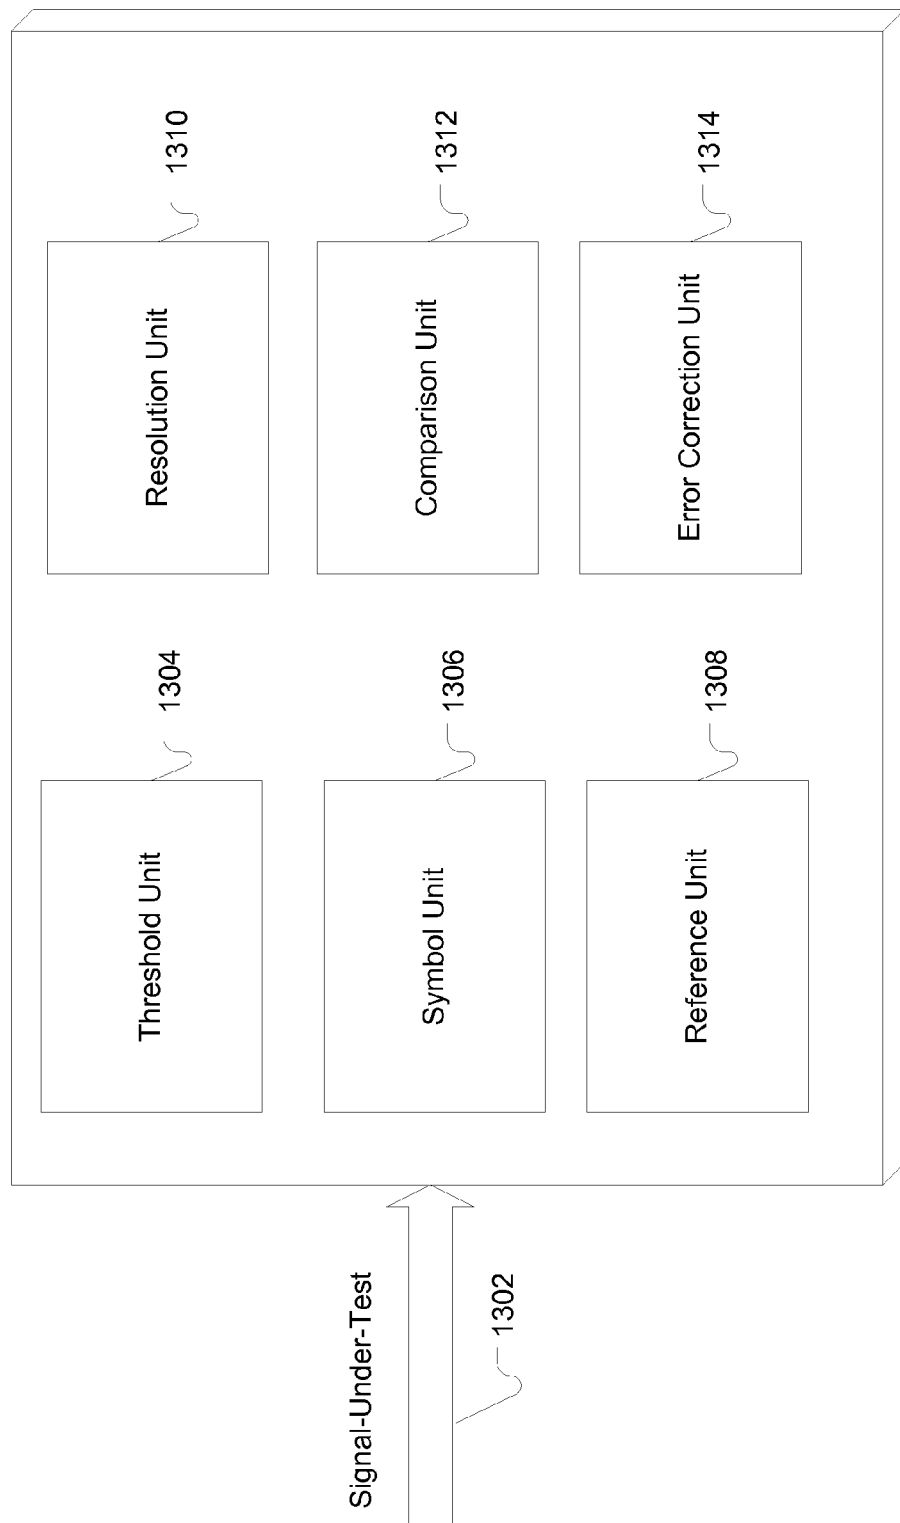 Signal-Under-Test
1302
Threshold Unit
1304
Resolution Unit
1310
Symbol Unit
1306
Comparison Unit
1312
Reference Unit
1308
Error Correction Unit
1314